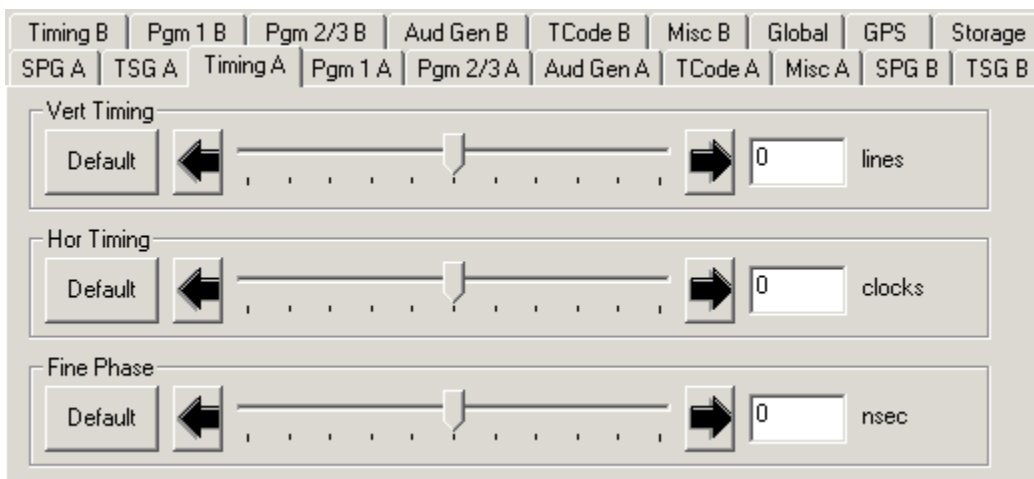 Timing B Pgm 1 B Pgm 2/3 B Aud Gen B TCode B Misc B Global GPS Storage
SPG A TSG A Timing A Pgm 1 A Pgm 2/3 A Aud Gen A TCode A Misc A SPG B TSG B
Vert Timing
Default 0 lines
Hor Timing
Default 0 clocks
Fine Phase
Default 0 nsec